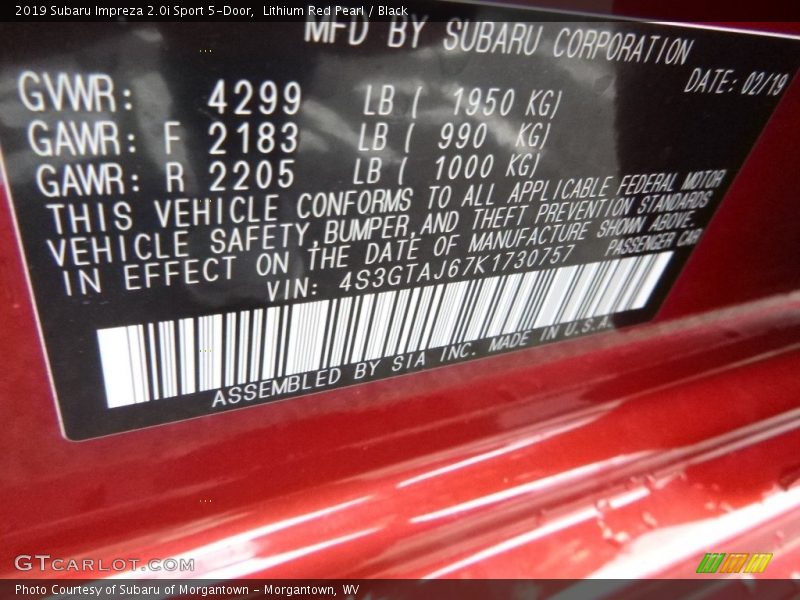 2019 Subaru Impreza 2.0i Sport 5-Door,  Lithium Red Pearl / Black
MFD BY SUBARU CORPORATION
DATE: 02/19
GVWR: 4299 LB ( 1950 KG)
GAWR: F 2183 LB ( 990 KG)
GAWR: R 2205 LB ( 1000 KG)
THIS VEHICLE CONFORMS TO ALL APPLICABLE FEDERAL MOTOR
VEHICLE SAFETY,BUMPER,AND THEFT PREVENTION STANDARDS
IN EFFECT ON THE DATE OF MANUFACTURE SHOWN ABOVE.
VIN: 4S3GTAJ67K1730757 PASSENGER CAR
ASSEMBLED BY SIA INC. MADE IN U.S.A.
GTCARLOT.COM
Photo Courtesy of Subaru of Morgantown - Morgantown, WV